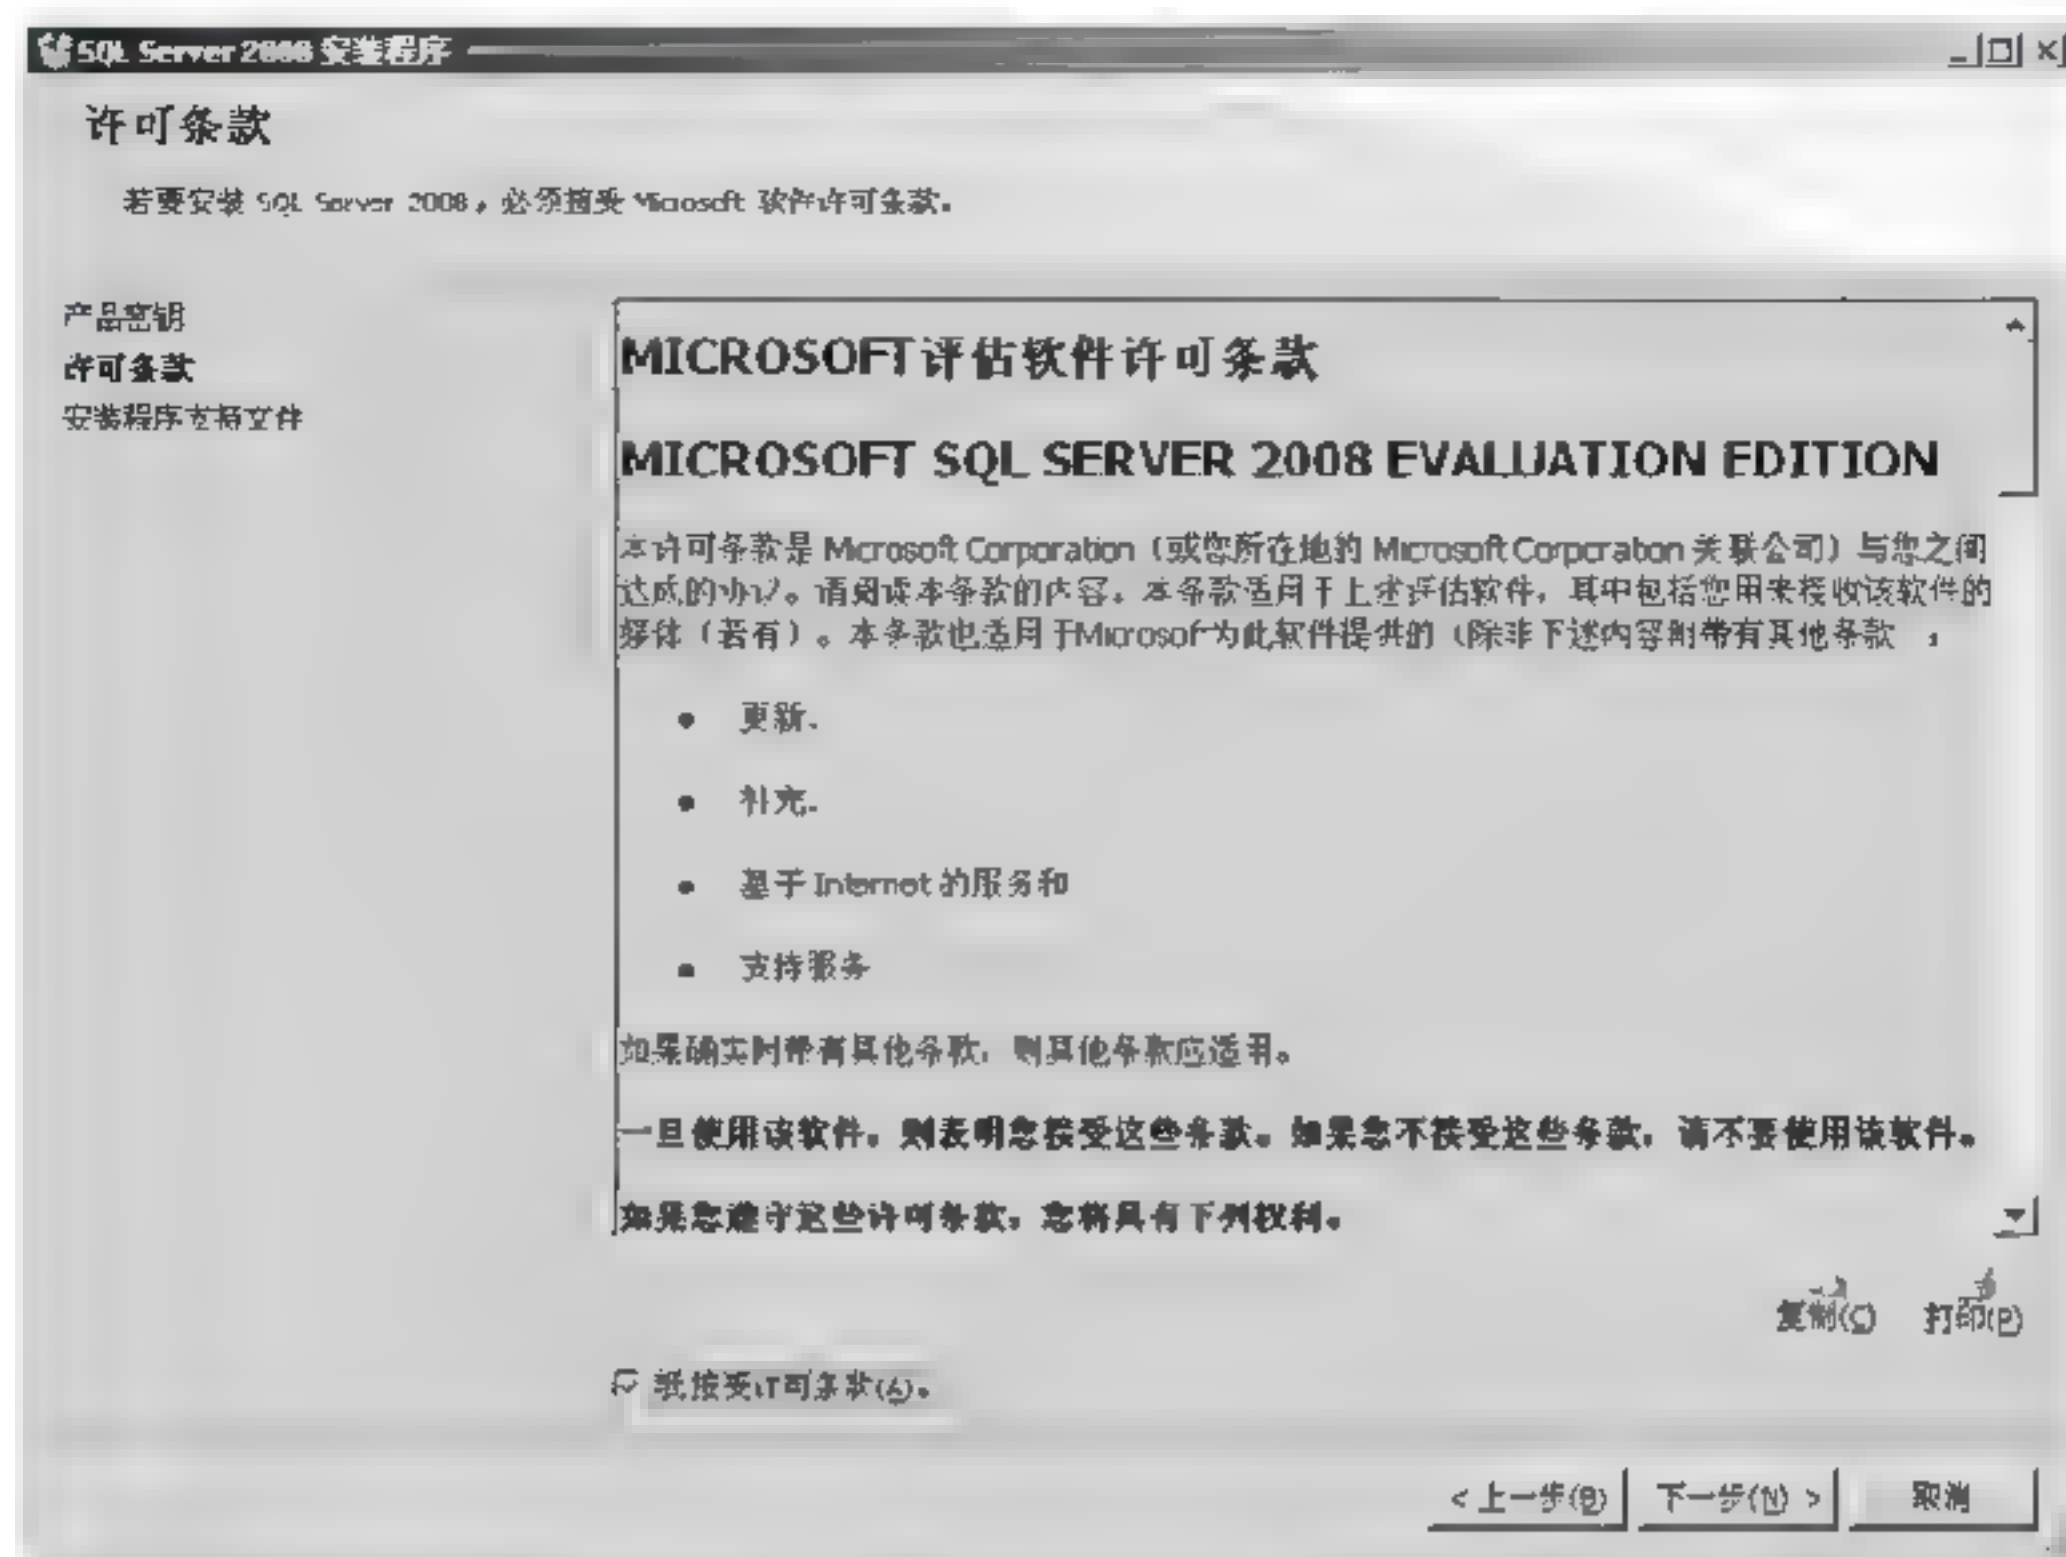 SQL Server 2008 安装程序
许可条款
若要安装 SQL Server 2008，必须接受 Microsoft 软件许可条款。
产品密钥
许可条款
安装程序支持文件
MICROSOFT 评估软件许可条款
MICROSOFT SQL SERVER 2008 EVALUATION EDITION
本许可条款是 Microsoft Corporation（或您所在地的 Microsoft Corporation 关联公司）与您之间
达成的协议。请阅读本条款的内容。本条款适用于上述评估软件，其中包括您用来接收该软件的
媒体（若有）。本条款也适用于Microsoft为此软件提供的（除非下述内容附带有其他条款）：
更新、
补充、
基于 Internet 的服务和
支持服务
如果确实附带有其他条款，则其他条款应适用。
一旦使用该软件，则表明您接受这些条款。如果您不接受这些条款，请不要使用该软件。
如果您遵守这些许可条款，您将具有下列权利。
复制(C) 打印(P)
我接受许可条款(A)。
< 上一步(B) 下一步(N) > 取消